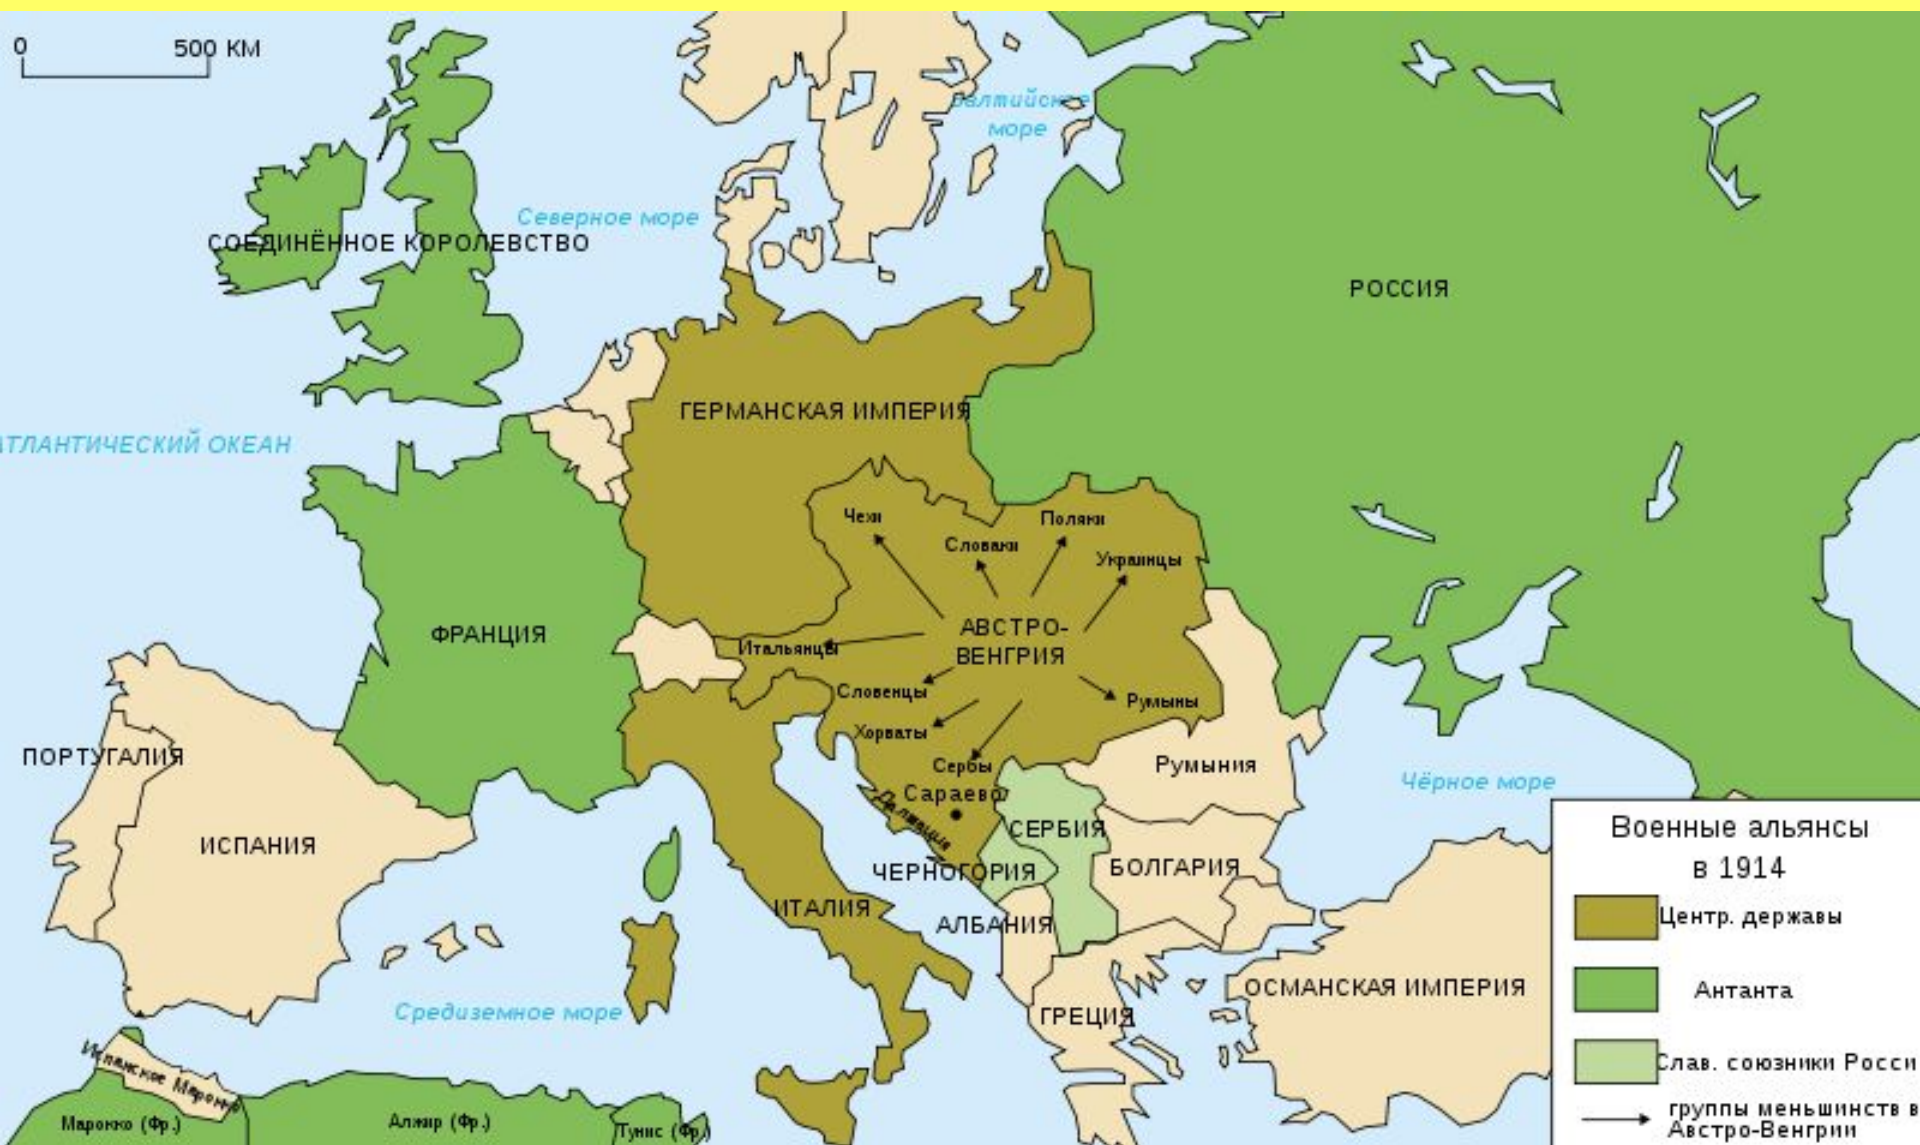 0 500 КМ
Балтийское
море
Северное море
СОЕДИНЁННОЕ КОРОЛЕВСТВО
РОССИЯ
ГЕРМАНСКАЯ ИМПЕРИЯ
АТЛАНТИЧЕСКИЙ ОКЕАН
Чехи
Поляки
Словаки
Украинцы
ФРАНЦИЯ
АВСТРО-
ВЕНГРИЯ
Итальянцы
Словенцы
Румыны
Хорваты
ПОРТУГАЛИЯ
Сербы
Румыния
Чёрное море
Сараево
Далмация
СЕРБИЯ
ИСПАНИЯ
ЧЕРНОГОРИЯ
БОЛГАРИЯ
ИТАЛИЯ
АЛБАНИЯ
ОСМАНСКАЯ ИМПЕРИЯ
Средиземное море
ГРЕЦИЯ
Испанское Марокко
Марокко (Фр.)
Алжир (Фр.)
Тунис (Фр.)
Военные альянсы
в 1914
Центр. державы
Антанта
Слав. союзники Росси
группы меньшинств в
Австро-Венгрии